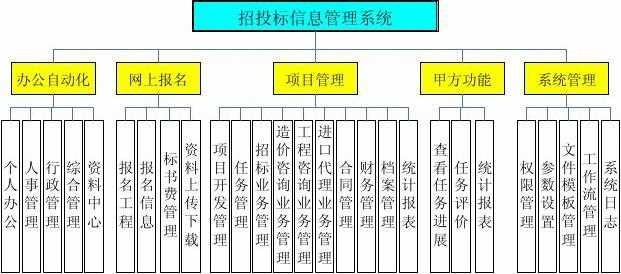 招投标信息管理系统
办公自动化
网上报名
项目管理
甲方功能
系统管理
个人办公
人事管理
行政管理
综合管理
资料中心
报名工程
报名信息
标书费管理
资料上传下载
项目开发管理
任务管理
招标业务管理
造价咨询业务管理
工程咨询业务管理
进口代理业务管理
合同管理
财务管理
档案管理
统计报表
查看任务进展
任务评价
统计报表
权限管理
参数设置
文件模板管理
工作流管理
系统日志